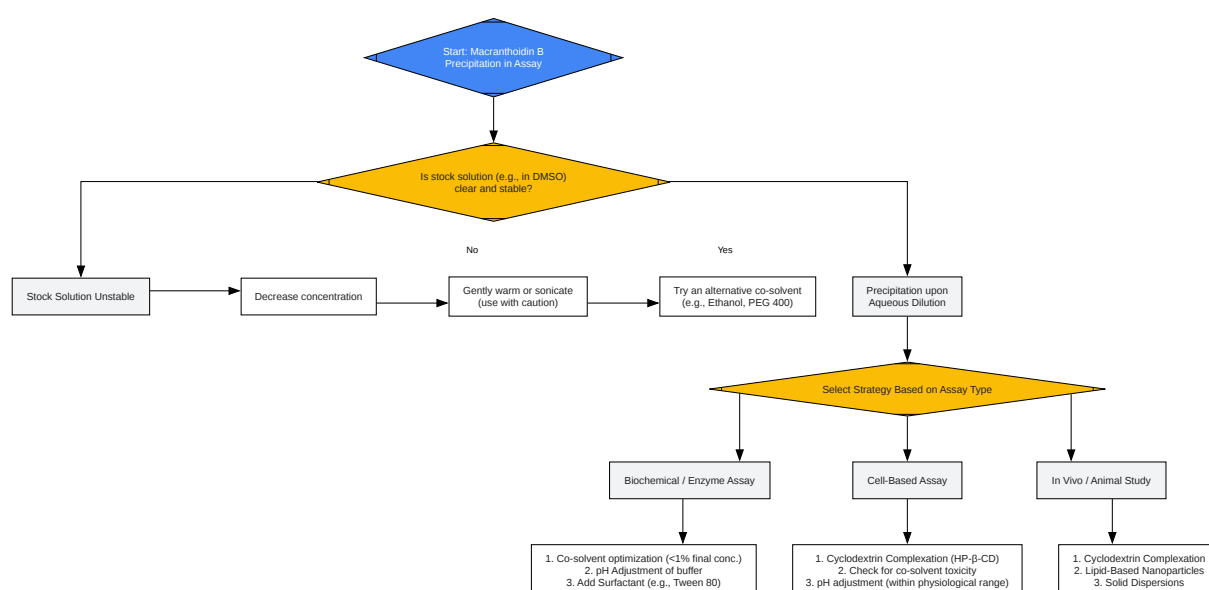 Start: Macranthoidin B
Precipitation in Assay
Is stock solution (e.g., in DMSO)
clear and stable?
No
Yes
Stock Solution Unstable
Decrease concentration
Gently warm or sonicate
(use with caution)
Try an alternative co-solvent
(e.g., Ethanol, PEG 400)
Precipitation upon
Aqueous Dilution
Select Strategy Based on Assay Type
Biochemical / Enzyme Assay
Cell-Based Assay
In Vivo / Animal Study
1. Co-solvent optimization (<1% final conc.)
2. pH Adjustment of buffer
3. Add Surfactant (e.g., Tween 80)
1. Cyclodextrin Complexation (HP-β-CD)
2. Check for co-solvent toxicity
3. pH adjustment (within physiological range)
1. Cyclodextrin Complexation
2. Lipid-Based Nanoparticles
3. Solid Dispersions